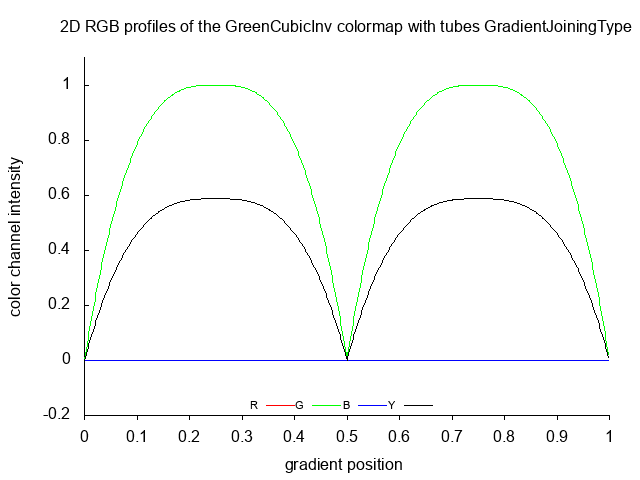 2D RGB profiles of the GreenCubicInv colormap with tubes GradientJoiningType
1
0.8
0.6
0.4
0.2
0
-0.2
color channel intensity
R G B Y
0 0.1 0.2 0.3 0.4 0.5 0.6 0.7 0.8 0.9 1
gradient position